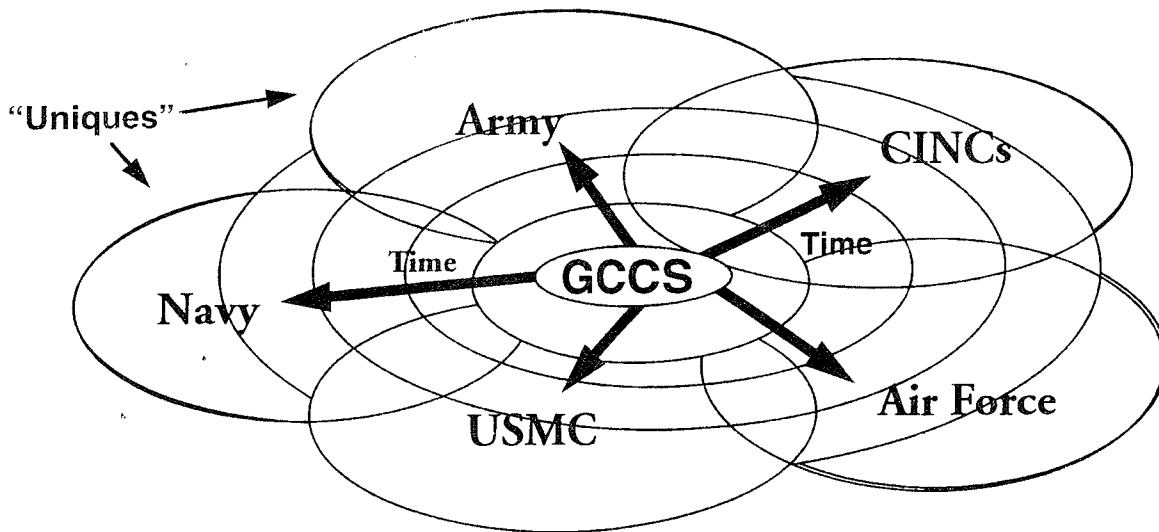 Army
"Uniques"
CINCs
Time
Time
GCCS
Navy
Air Force
USMC